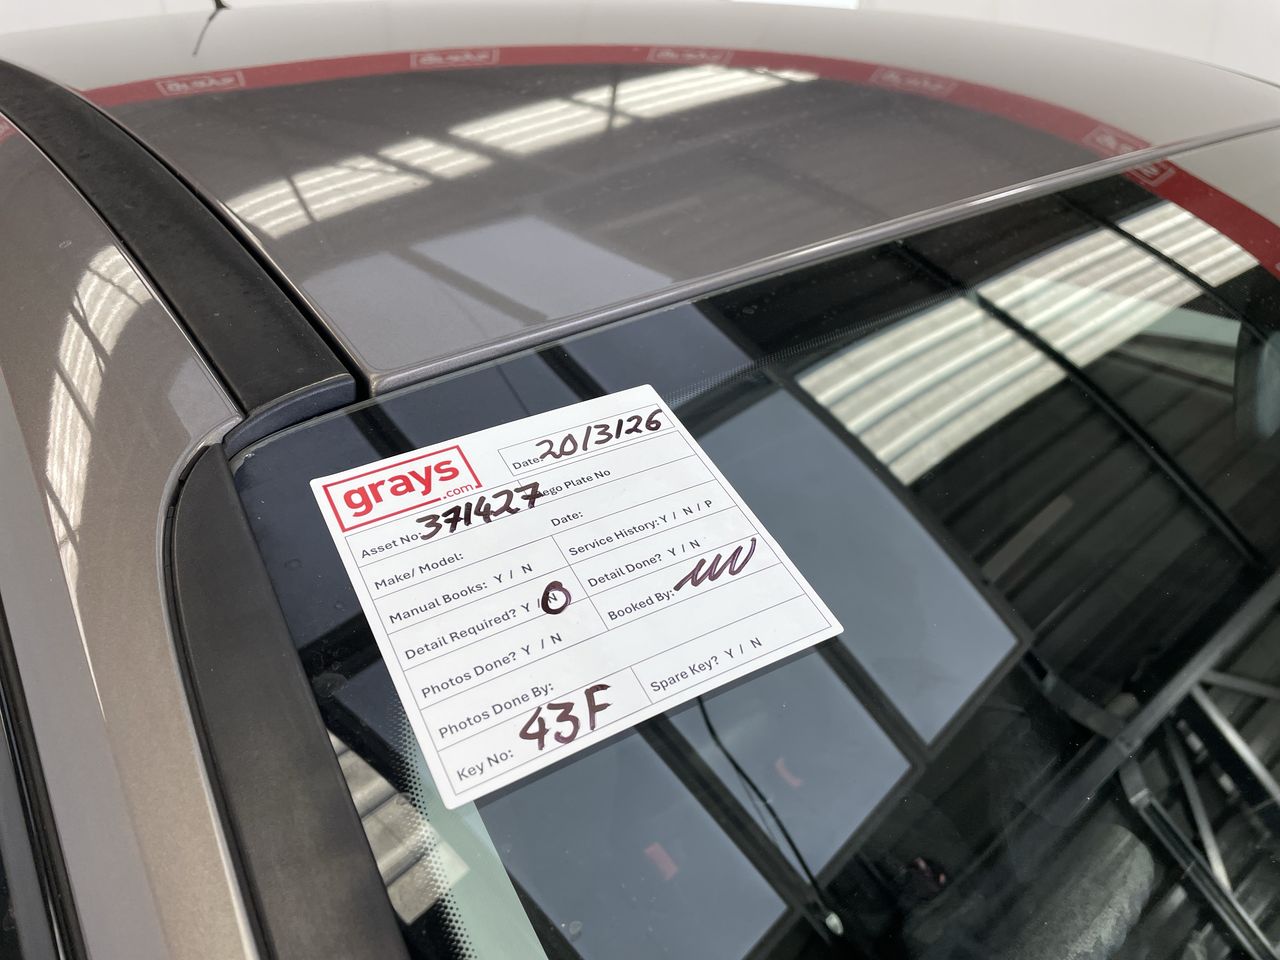 grays
.com
Date: 20/3/26
Asset No: 371427 Rego Plate No
Make/ Model: Date:
Manual Books: Y / N Service History: Y / N / P
Detail Required? Y / N Detail Done? Y / N
Photos Done? Y / N Booked By:
Photos Done By:
Key No: 43F Spare Key? Y / N